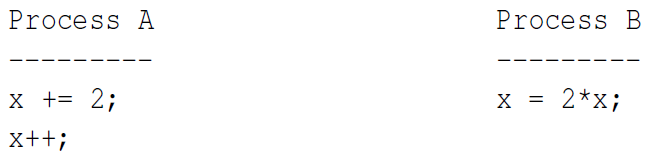 Process A Process B
--------- ---------
x += 2; x = 2*x;
x++;